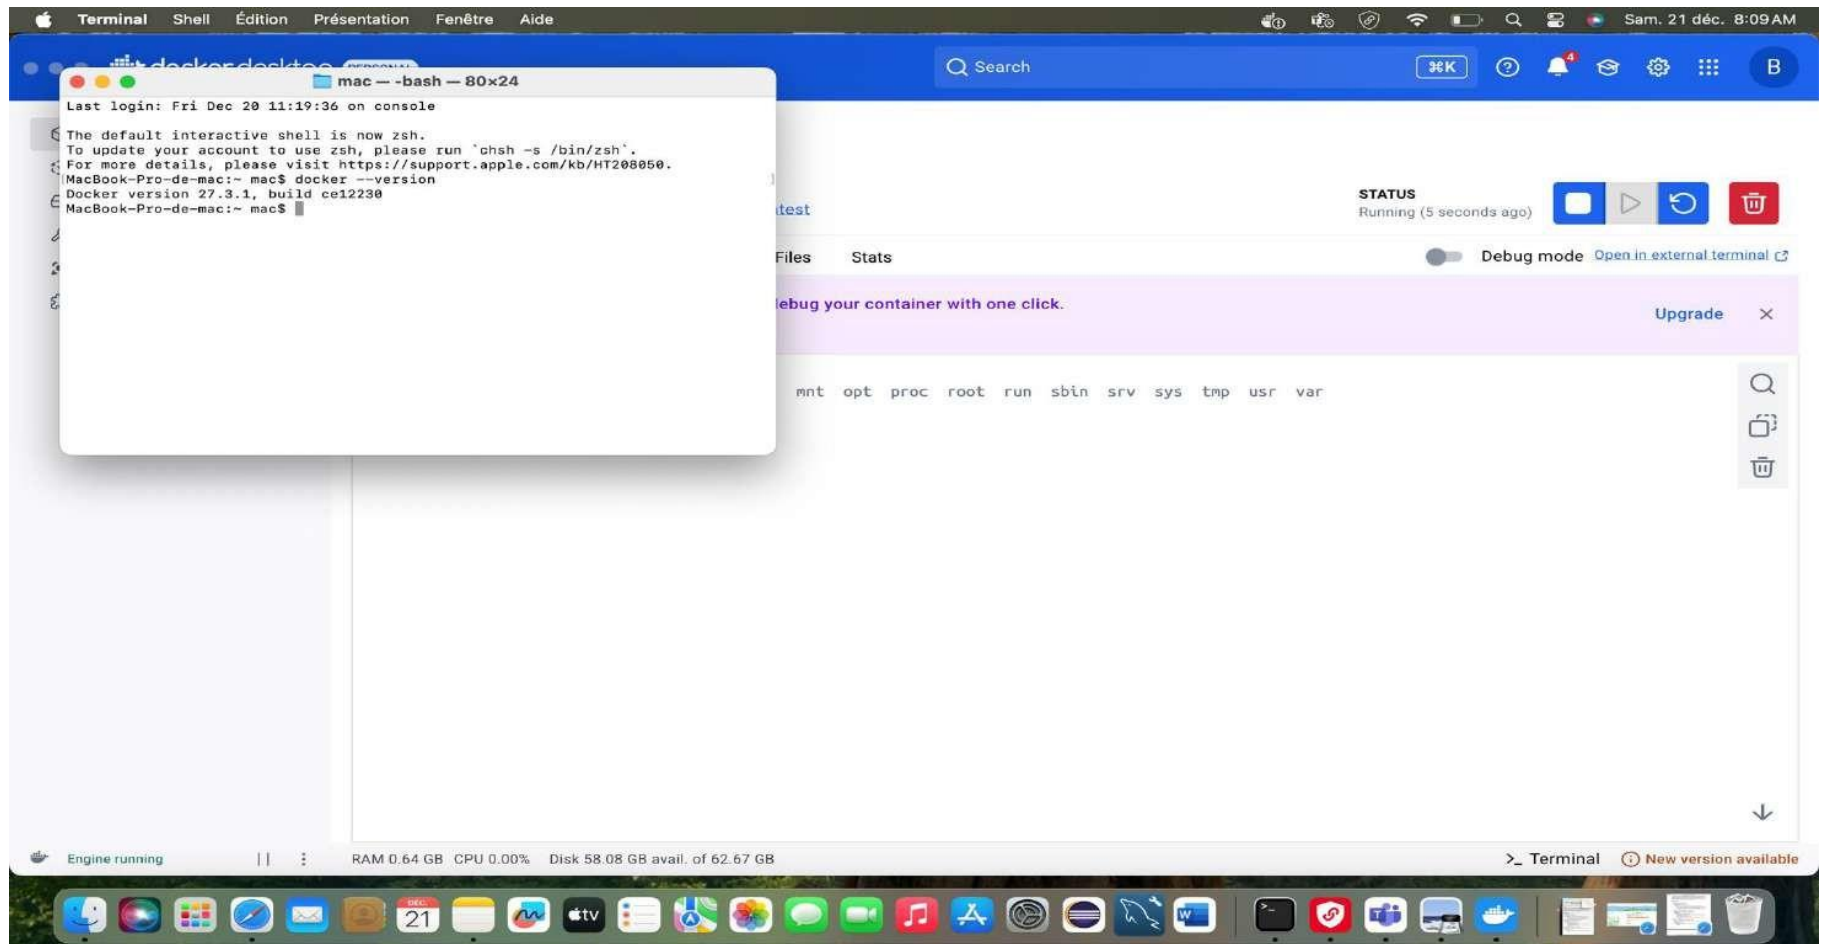 Terminal Shell Édition Présentation Fenêtre Aide
Sam. 21 déc. 8:09 AM
docker desktop PERSONAL
Search
⌘K
4
B
mac — -bash — 80×24
Last login: Fri Dec 20 11:19:36 on console
The default interactive shell is now zsh.
To update your account to use zsh, please run `chsh -s /bin/zsh`.
For more details, please visit https://support.apple.com/kb/HT208050.
[MacBook-Pro-de-mac:~ mac$ docker --version
Docker version 27.3.1, build ce12230
MacBook-Pro-de-mac:~ mac$
test
STATUS
Running (5 seconds ago)
Files Stats
Debug mode Open in external terminal
ebug your container with one click.
Upgrade
mnt opt proc root run sbin srv sys tmp usr var
Engine running
RAM 0.64 GB CPU 0.00% Disk 58.08 GB avail. of 62.67 GB
>_ Terminal
New version available
DÉC.
21
tv
W